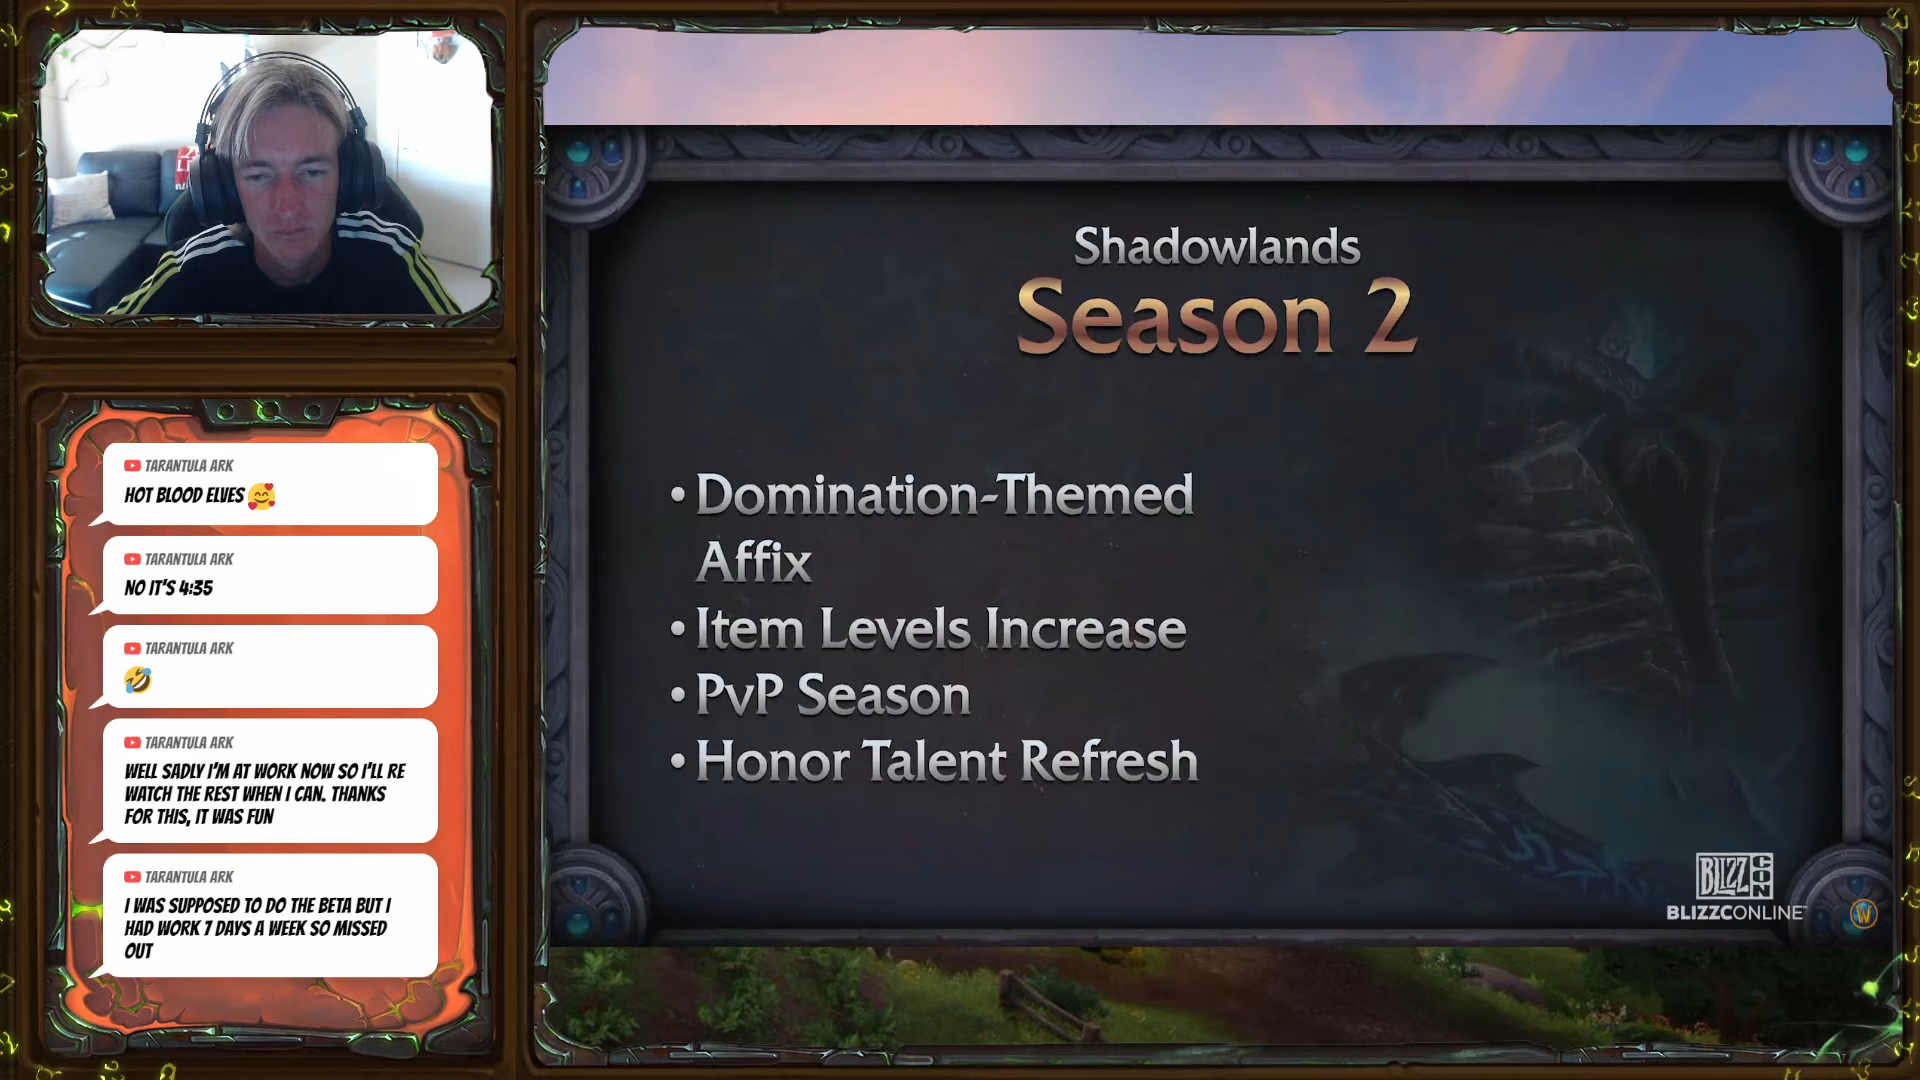 TARANTULA ARK
HOT BLOOD ELVES🥰
TARANTULA ARK
NO IT'S 4:35
TARANTULA ARK
🤣
TARANTULA ARK
WELL SADLY I'M AT WORK NOW SO I'LL RE
WATCH THE REST WHEN I CAN. THANKS
FOR THIS, IT WAS FUN
TARANTULA ARK
I WAS SUPPOSED TO DO THE BETA BUT I
HAD WORK 7 DAYS A WEEK SO MISSED
OUT
Shadowlands
Season 2
• Domination-Themed
Affix
• Item Levels Increase
• PvP Season
• Honor Talent Refresh
BLIZZ
CON
BLIZZCONLINE™
W